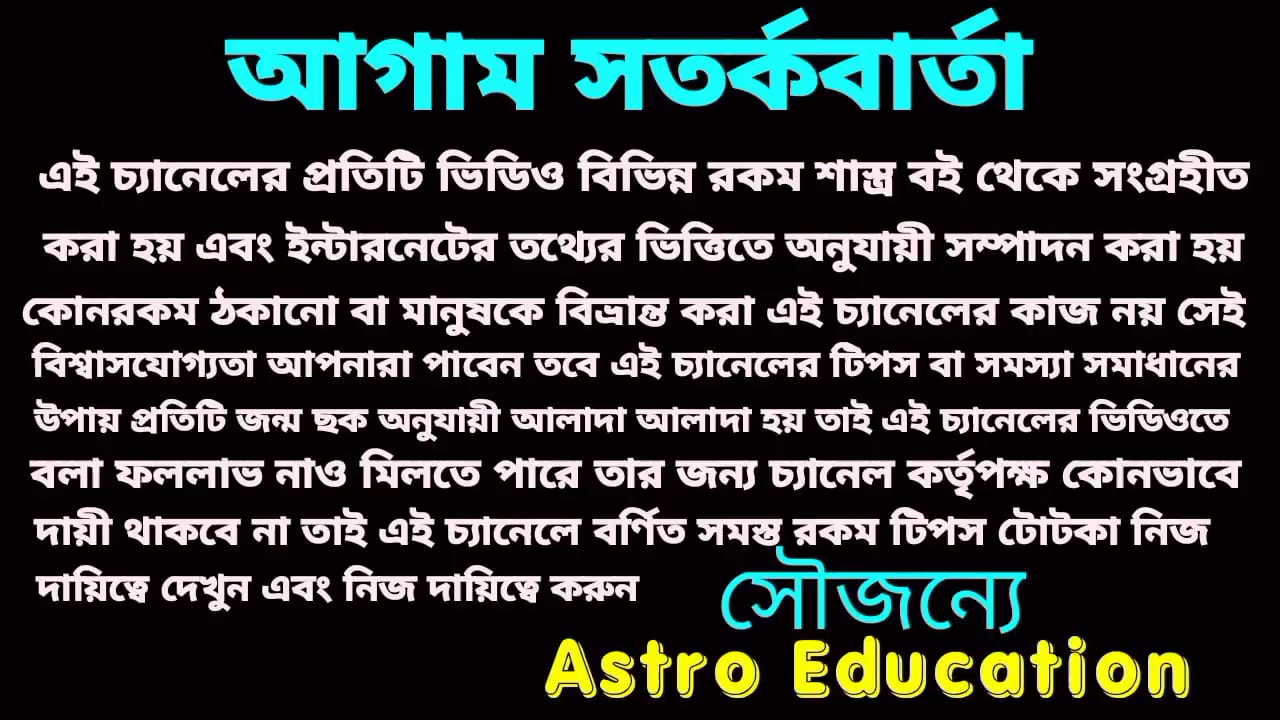 আগাম সতর্কবার্তা
এই চ্যানেলের প্রতিটি ভিডিও বিভিন্ন রকম শাস্ত্র বই থেকে সংগ্রহীত
করা হয় এবং ইন্টারনেটের তথ্যের ভিত্তিতে অনুযায়ী সম্পাদন করা হয়
কোনরকম ঠকানো বা মানুষকে বিভ্রান্ত করা এই চ্যানেলের কাজ নয় সেই
বিশ্বাসযোগ্যতা আপনারা পাবেন তবে এই চ্যানেলের টিপস বা সমস্যা সমাধানের
উপায় প্রতিটি জন্ম ছক অনুযায়ী আলাদা আলাদা হয় তাই এই চ্যানেলের ভিডিওতে
বলা ফললাভ নাও মিলতে পারে তার জন্য চ্যানেল কর্তৃপক্ষ কোনভাবে
দায়ী থাকবে না তাই এই চ্যানেলে বর্ণিত সমস্ত রকম টিপস টোটকা নিজ
দায়িত্বে দেখুন এবং নিজ দায়িত্বে করুন
সৌজন্যে
Astro Education